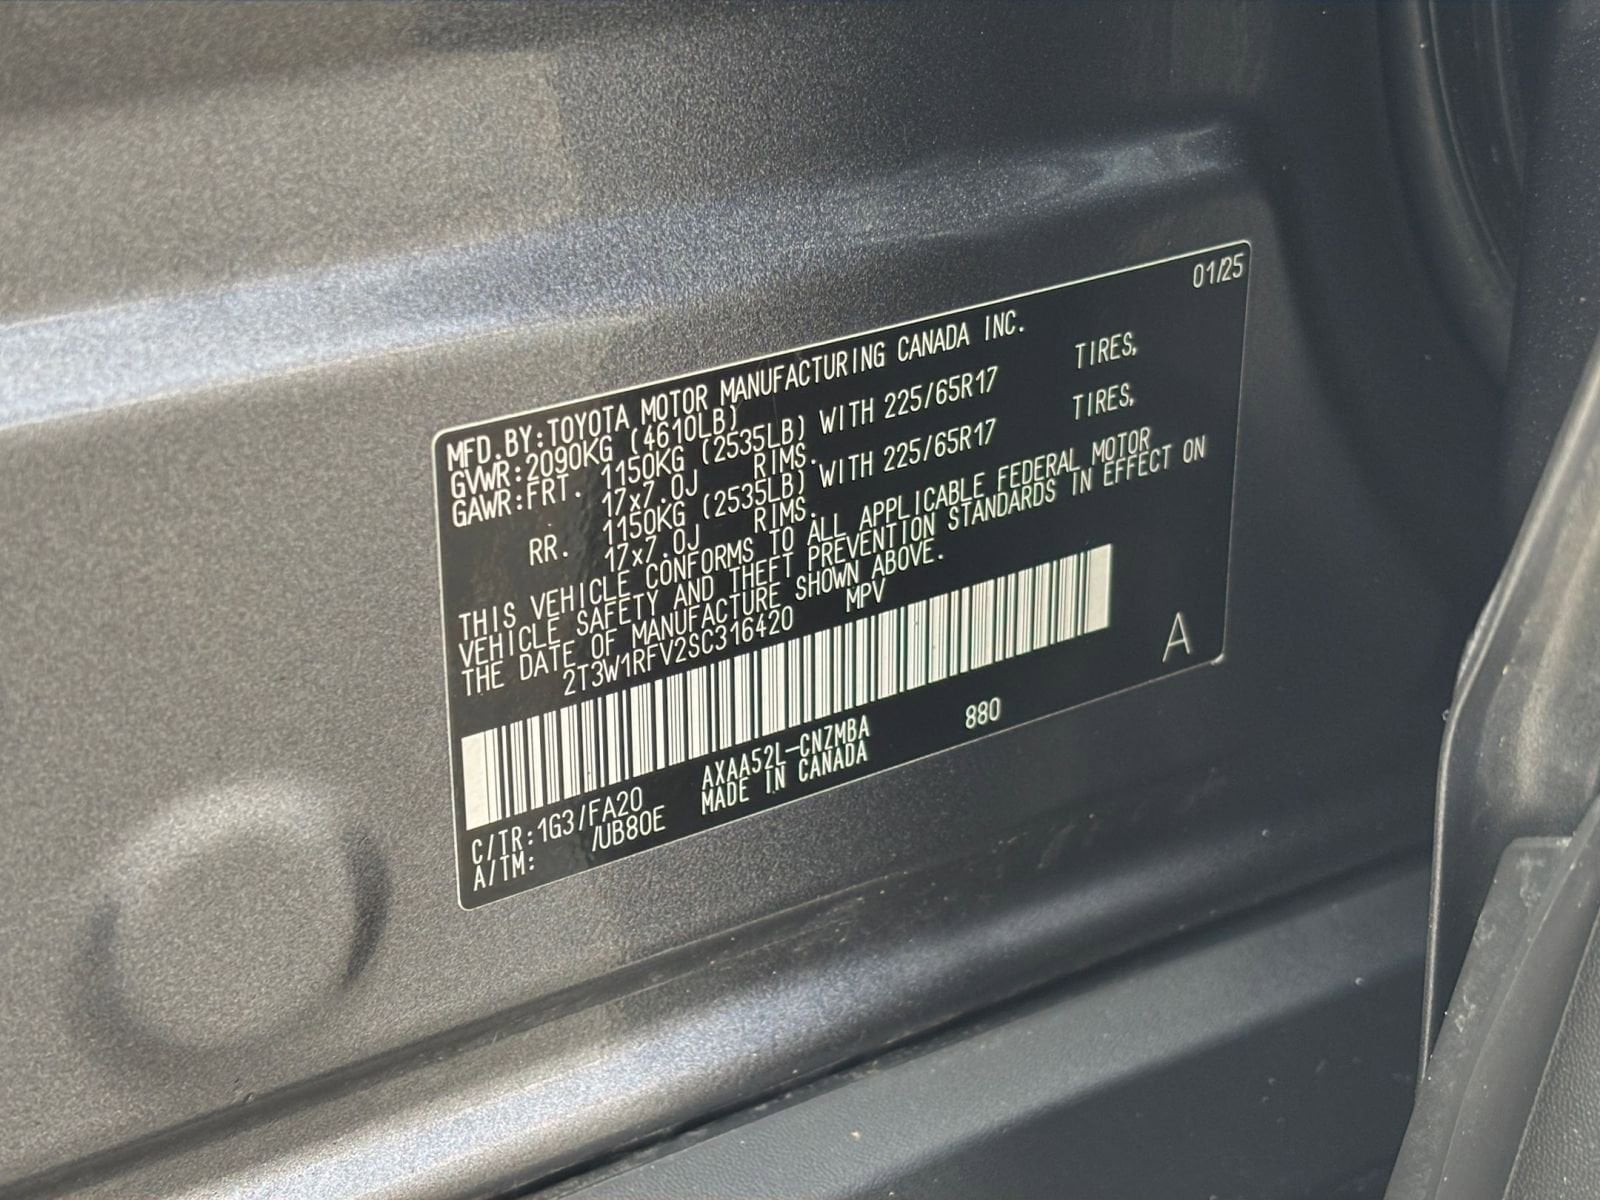 01/25
MFD.BY:TOYOTA MOTOR MANUFACTURING CANADA INC.
GVWR:2090KG (4610LB)
GAWR:FRT. 1150KG (2535LB) WITH 225/65R17 TIRES,
17x7.0J RIMS.
RR. 1150KG (2535LB) WITH 225/65R17 TIRES,
17x7.0J RIMS.
THIS VEHICLE CONFORMS TO ALL APPLICABLE FEDERAL MOTOR
VEHICLE SAFETY AND THEFT PREVENTION STANDARDS IN EFFECT ON
THE DATE OF MANUFACTURE SHOWN ABOVE.
2T3W1RFV2SC316420 MPV
A
C/TR:1G3/FA20 AXAA52L-CNZMBA 880
A/TM: /UB80E MADE IN CANADA